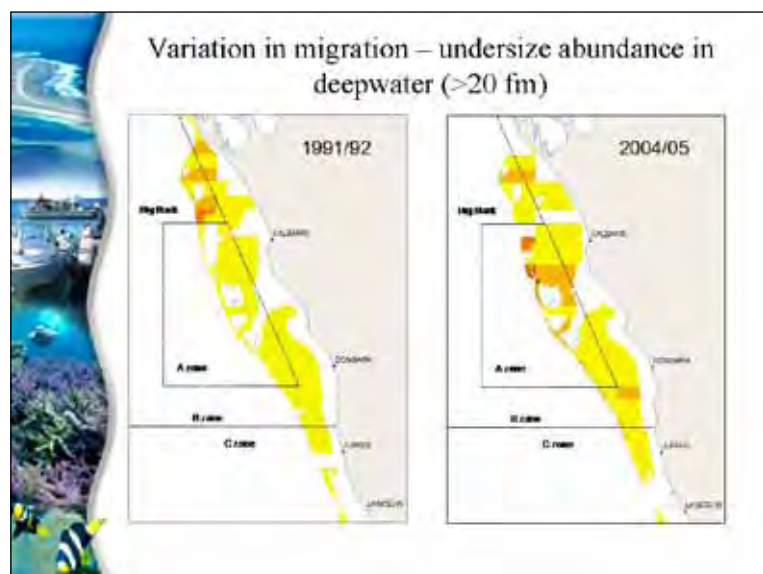 Variation in migration – undersize abundance in
deepwater (>20 fm)
1991/92
Big Bank
A zone
B zone
C zone
2004/05
Big Bank
A zone
B zone
C zone